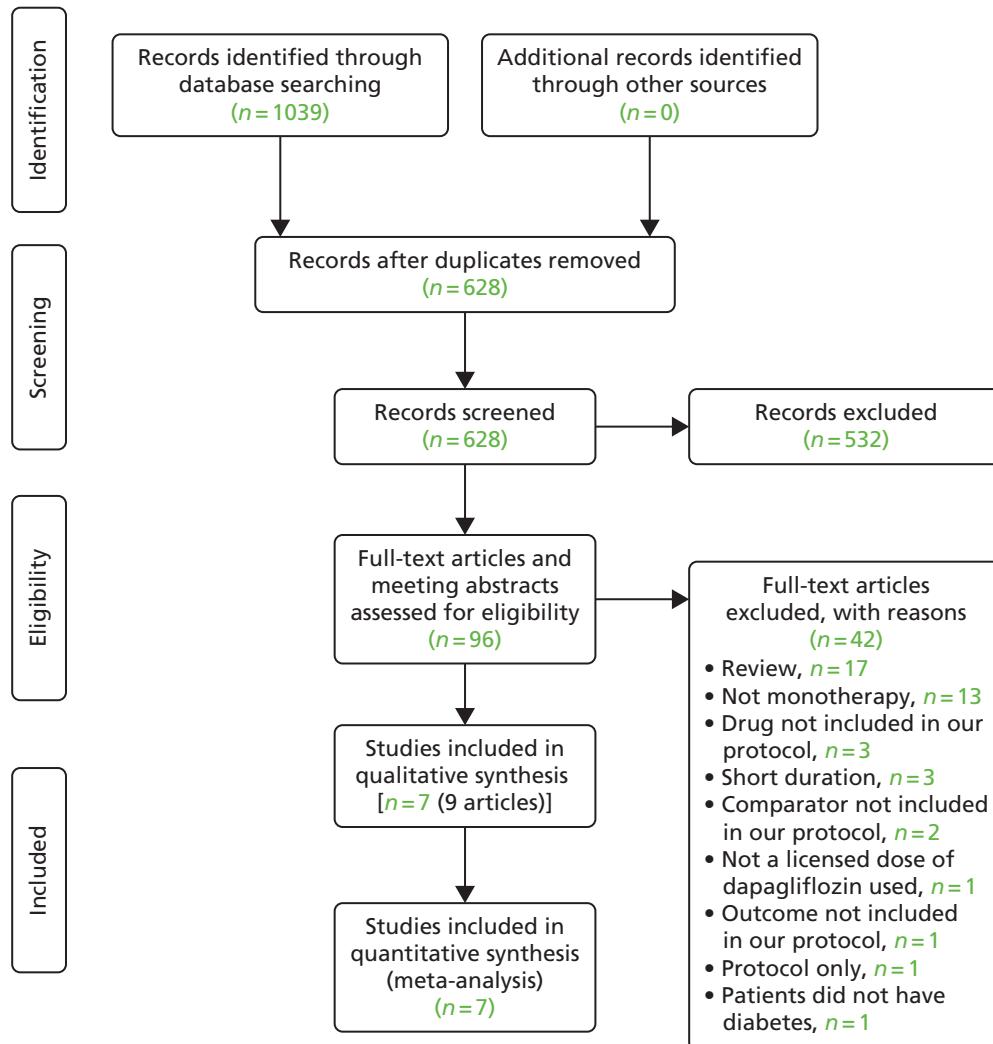 Identification
Records identified through
database searching
(n = 1039)
Additional records identified
through other sources
(n = 0)
Screening
Records after duplicates removed
(n = 628)
Records screened
(n = 628)
Records excluded
(n = 532)
Eligibility
Full-text articles and
meeting abstracts
assessed for eligibility
(n = 96)
Full-text articles
excluded, with reasons
(n = 42)
• Review, n = 17
• Not monotherapy, n = 13
• Drug not included in our
protocol, n = 3
• Short duration, n = 3
• Comparator not included
in our protocol, n = 2
• Not a licensed dose of
dapagliflozin used, n = 1
• Outcome not included
in our protocol, n = 1
• Protocol only, n = 1
• Patients did not have
diabetes, n = 1
Included
Studies included in
qualitative synthesis
[n = 7 (9 articles)]
Studies included in
quantitative synthesis
(meta-analysis)
(n = 7)